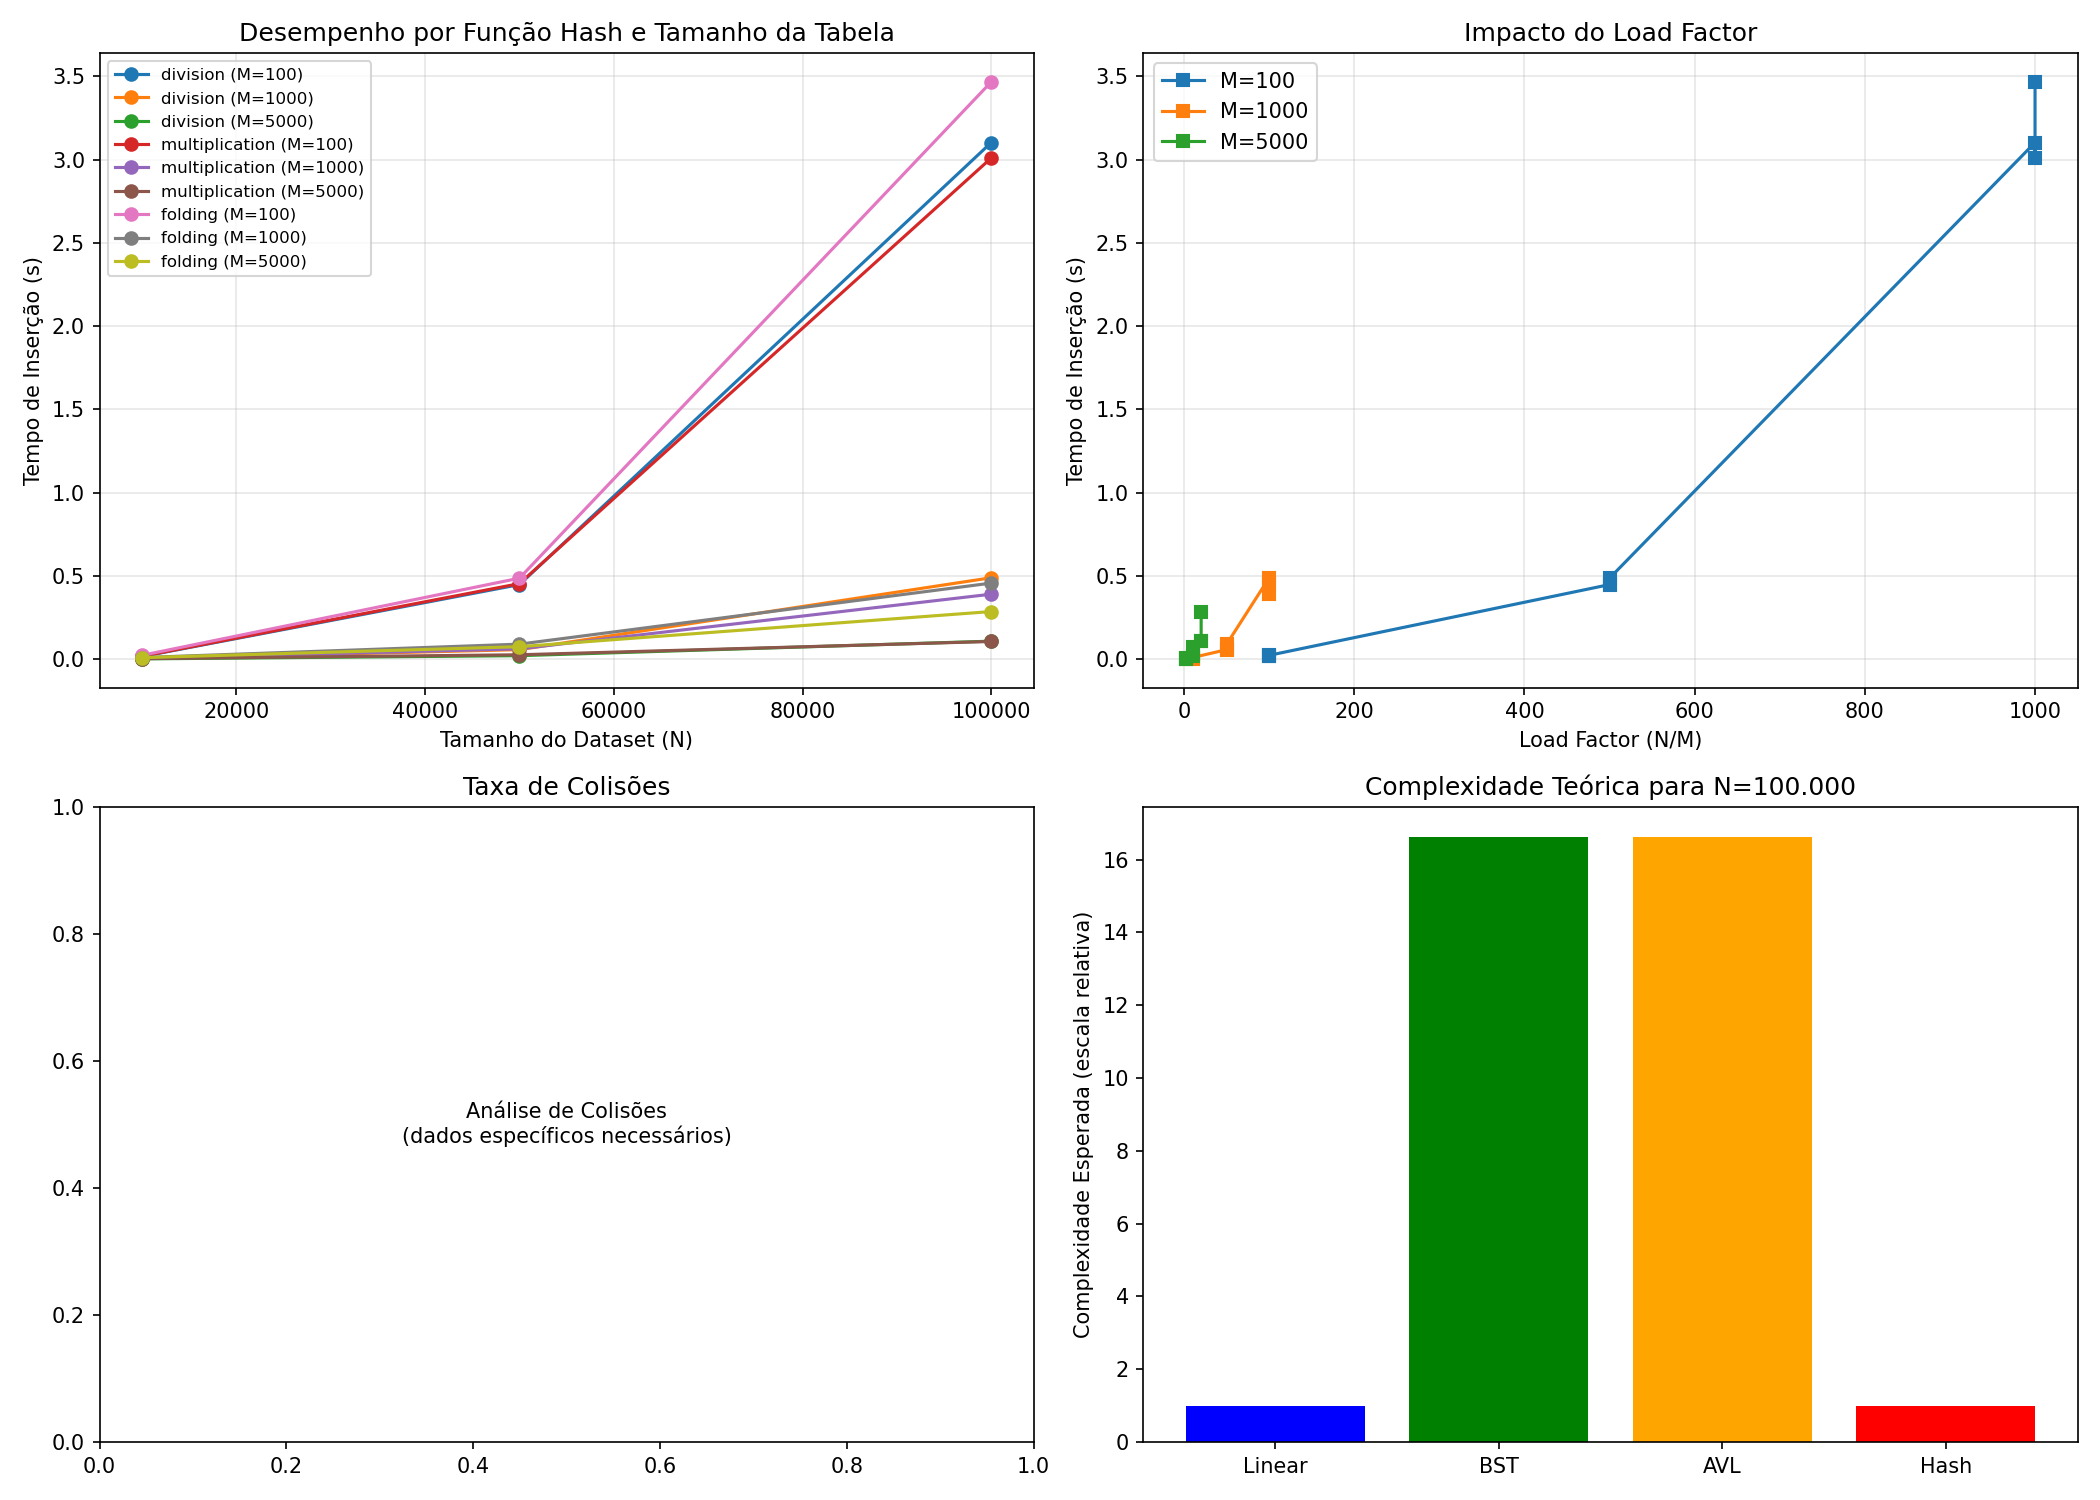 Desempenho por Função Hash e Tamanho da Tabela
division (M=100)
division (M=1000)
division (M=5000)
multiplication (M=100)
multiplication (M=1000)
multiplication (M=5000)
folding (M=100)
folding (M=1000)
folding (M=5000)
Tempo de Inserção (s)
3.5
3.0
2.5
2.0
1.5
1.0
0.5
0.0
20000
40000
60000
80000
100000
Tamanho do Dataset (N)
Impacto do Load Factor
M=100
M=1000
M=5000
Tempo de Inserção (s)
3.5
3.0
2.5
2.0
1.5
1.0
0.5
0.0
0
200
400
600
800
1000
Load Factor (N/M)
Taxa de Colisões
1.0
0.8
0.6
0.4
0.2
0.0
Análise de Colisões
(dados específicos necessários)
0.0
0.2
0.4
0.6
0.8
1.0
Complexidade Teórica para N=100.000
Complexidade Esperada (escala relativa)
16
14
12
10
8
6
4
2
0
Linear
BST
AVL
Hash